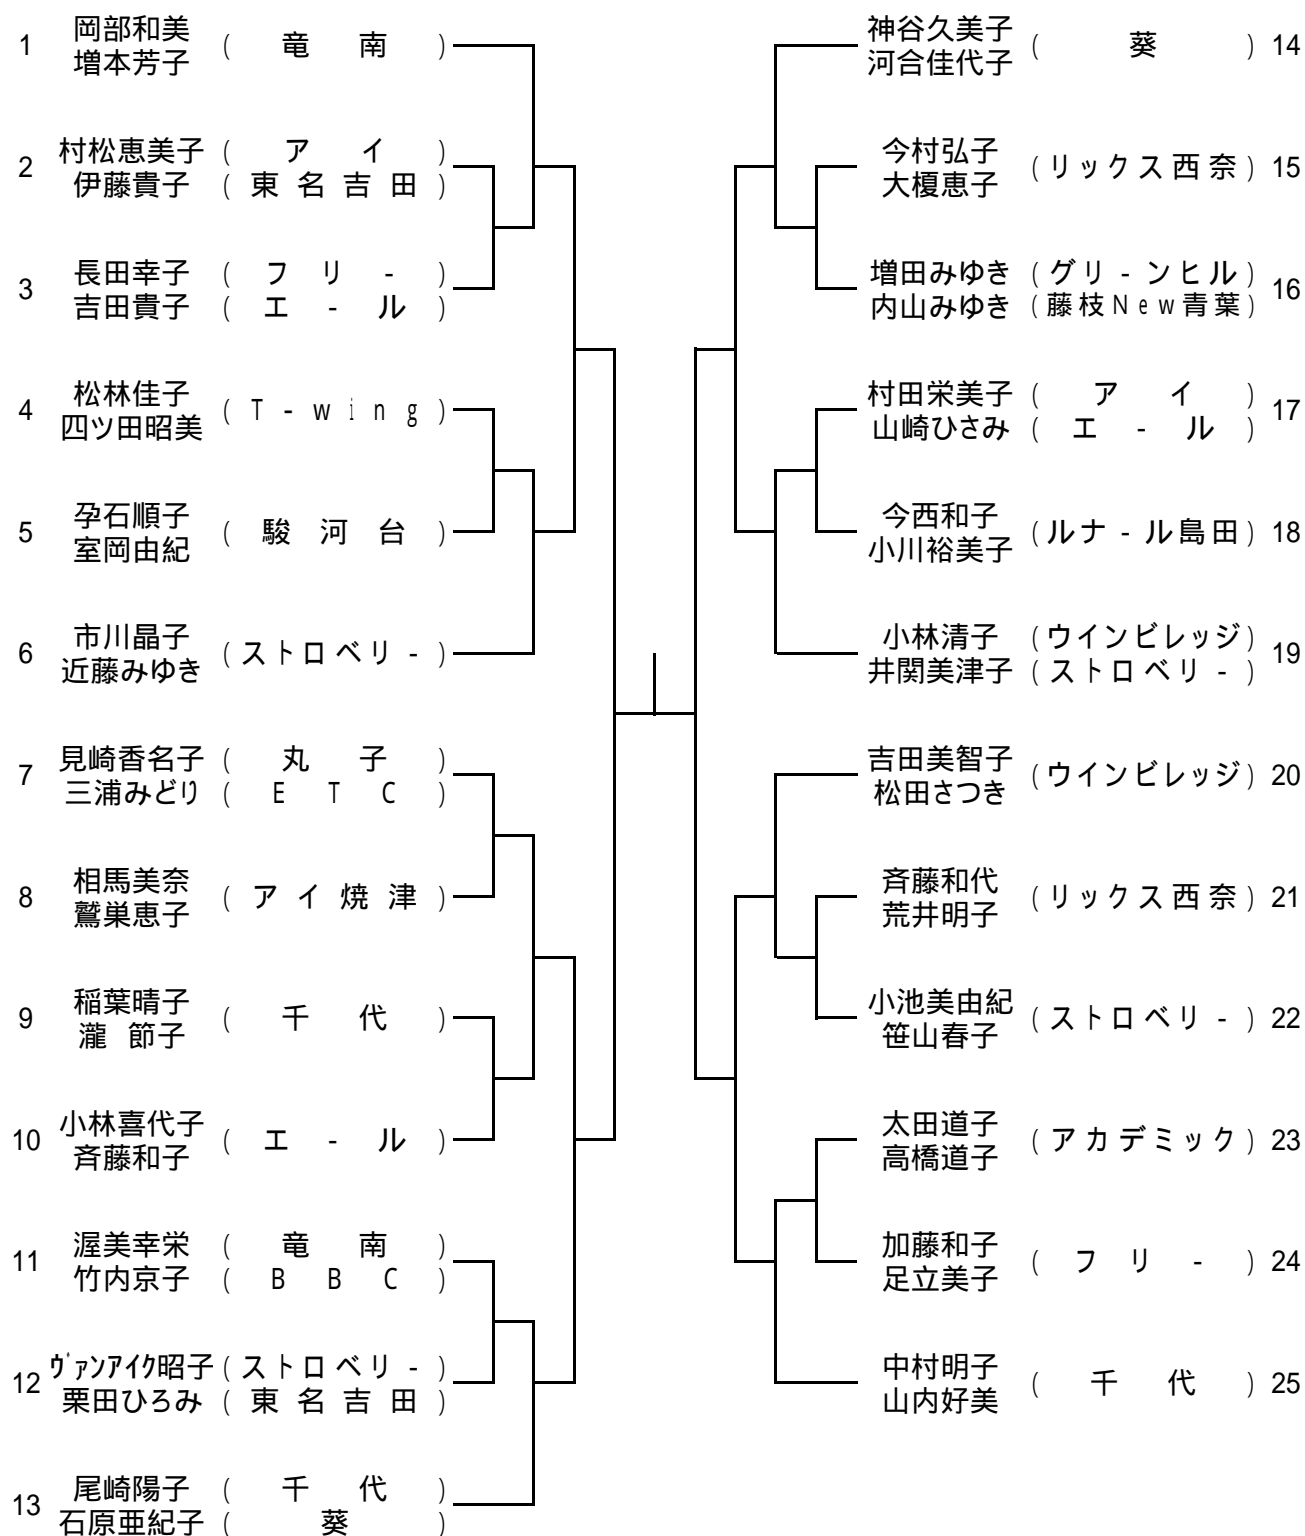 1 岡部和美 ( 竜 南 )
増本芳子
2 村松恵美子 ( ア イ )
伊藤貴子 ( 東 名 吉 田 )
3 長田幸子 ( フ リ - )
吉田貴子 ( エ - ル )
4 松林佳子 ( T - w i n g )
四ツ田昭美
5 孕石順子 ( 駿 河 台 )
室岡由紀
6 市川晶子 ( ストロベリ - )
近藤みゆき
7 見崎香名子 ( 丸 子 )
三浦みどり ( E T C )
8 相馬美奈 ( ア イ 焼 津 )
鷲巣恵子
9 稲葉晴子 ( 千 代 )
瀧 節子
10 小林喜代子 ( エ - ル )
斉藤和子
11 渥美幸栄 ( 竜 南 )
竹内京子 ( B B C )
12 ヴァンアイク昭子 ( ストロベリ - )
栗田ひろみ ( 東 名 吉 田 )
13 尾崎陽子 ( 千 代 )
石原亜紀子 ( 葵 )
神谷久美子 ( 葵 ) 14
河合佳代子
今村弘子 ( リックス西奈 ) 15
大榎恵子
増田みゆき ( グリ - ンヒル ) 16
内山みゆき ( 藤枝New青葉 )
村田栄美子 ( ア イ ) 17
山崎ひさみ ( エ - ル )
今西和子 ( ルナ - ル島田 ) 18
小川裕美子
小林清子 ( ウインビレッジ ) 19
井関美津子 ( ストロベリ - )
吉田美智子 ( ウインビレッジ ) 20
松田さつき
斉藤和代 ( リックス西奈 ) 21
荒井明子
小池美由紀 ( ストロベリ - ) 22
笹山春子
太田道子 ( アカデミック ) 23
高橋道子
加藤和子 ( フ リ - ) 24
足立美子
中村明子 ( 千 代 ) 25
山内好美